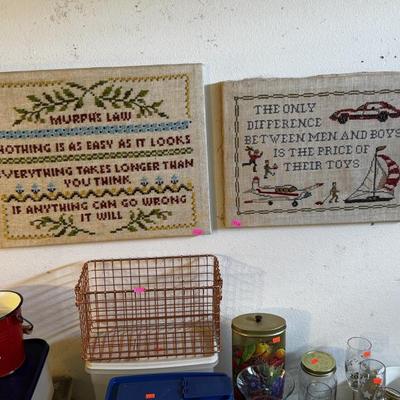 MURPHS LAW
NOTHING IS AS EASY AS IT LOOKS
EVERYTHING TAKES LONGER THAN
YOU THINK
IF ANYTHING CAN GO WRONG
IT WILL
THE ONLY
DIFFERENCE
BETWEEN MEN AND BOYS
IS THE PRICE OF
THEIR TOYS